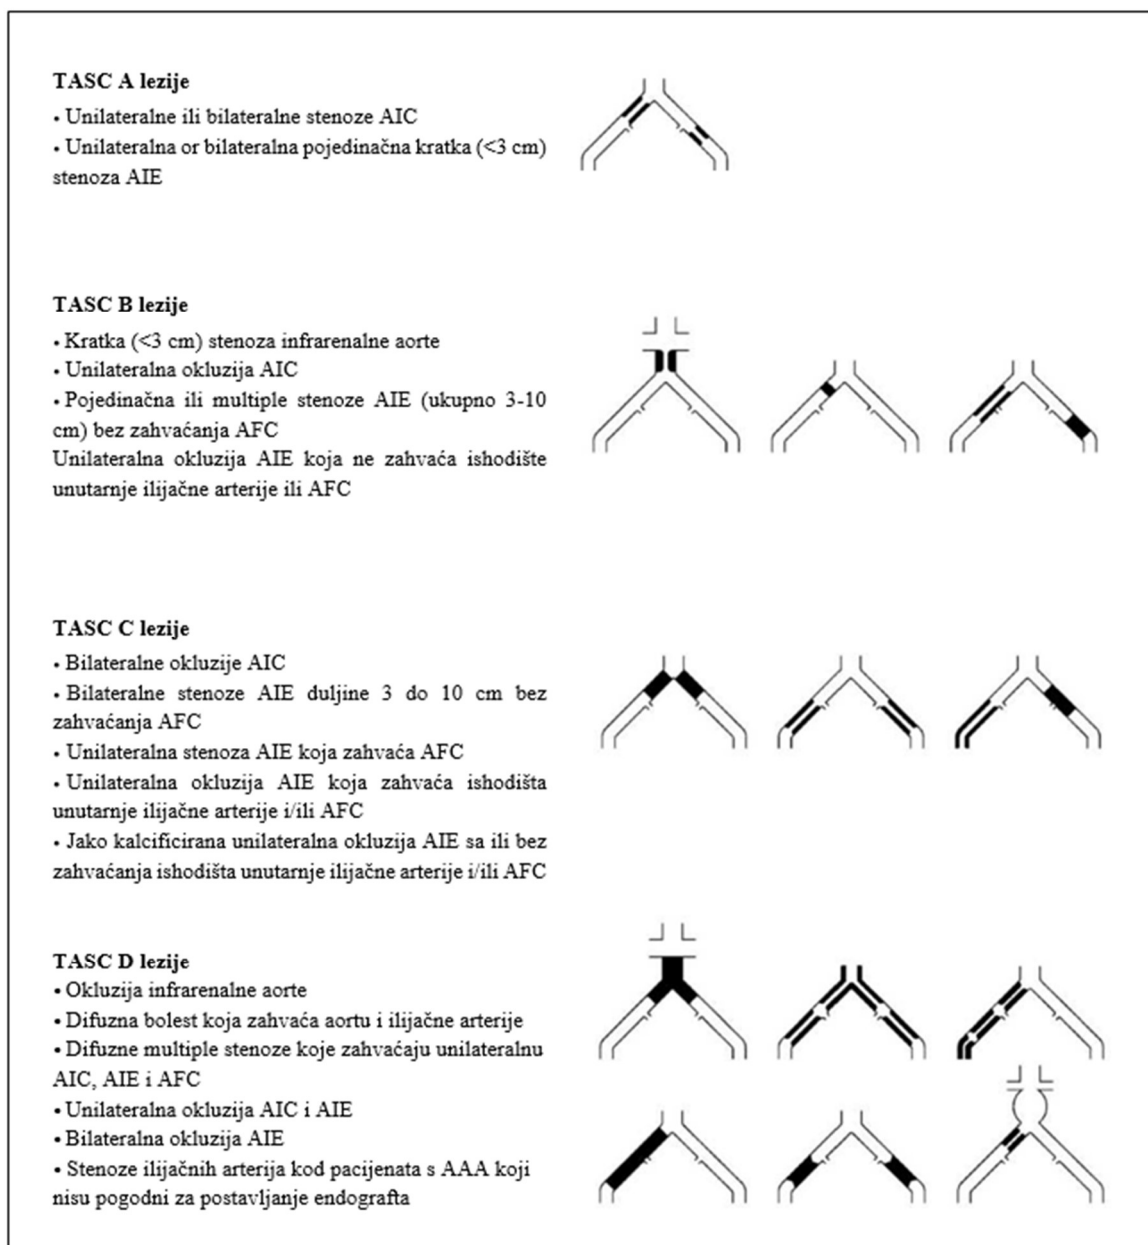 TASC A lezije
• Unilateralne ili bilateralne stenoze AIC
• Unilateralna or bilateralna pojedinačna kratka (<3 cm)
stenoza AIE
TASC B lezije
• Kratka (<3 cm) stenoza infrarenalne aorte
• Unilateralna okluzija AIC
• Pojedinačna ili multiple stenoze AIE (ukupno 3-10
cm) bez zahvaćanja AFC
Unilateralna okluzija AIE koja ne zahvaća ishodište
unutarnje ilijačne arterije ili AFC
TASC C lezije
• Bilateralne okluzije AIC
• Bilateralne stenoze AIE duljine 3 do 10 cm bez
zahvaćanja AFC
• Unilateralna stenoza AIE koja zahvaća AFC
• Unilateralna okluzija AIE koja zahvaća ishodišta
unutarnje ilijačne arterije i/ili AFC
• Jako kalcificirana unilateralna okluzija AIE sa ili bez
zahvaćanja ishodišta unutarnje ilijačne arterije i/ili AFC
TASC D lezije
• Okluzija infrarenalne aorte
• Difuzna bolest koja zahvaća aortu i ilijačne arterije
• Difuzne multiple stenoze koje zahvaćaju unilateralnu
AIC, AIE i AFC
• Unilateralna okluzija AIC i AIE
• Bilateralna okluzija AIE
• Stenoze ilijačnih arterija kod pacijenata s AAA koji
nisu pogodni za postavljanje endografta